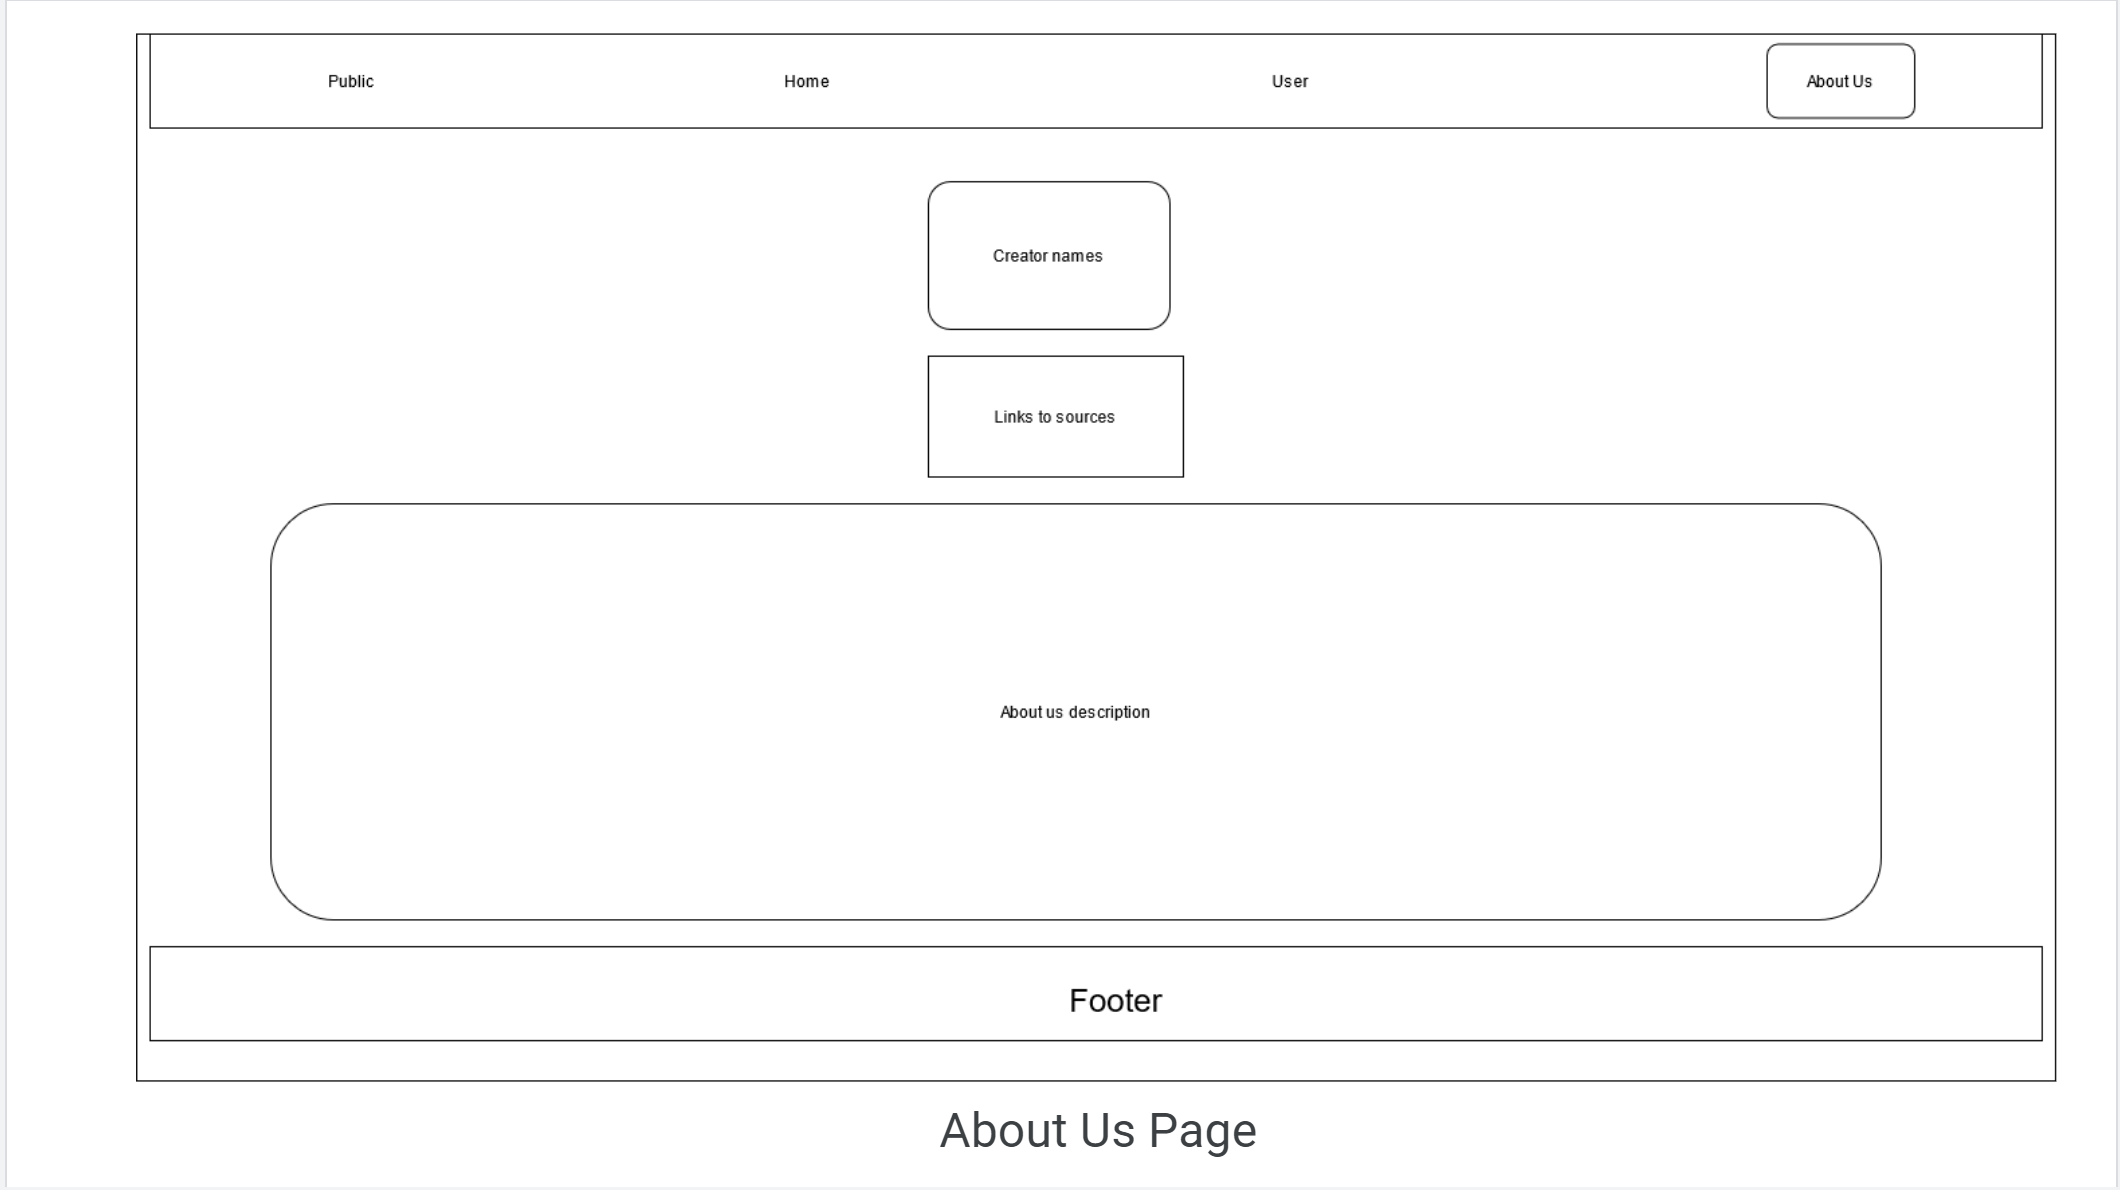 Public
Home
User
About Us
Creator names
Links to sources
About us description
Footer
About Us Page